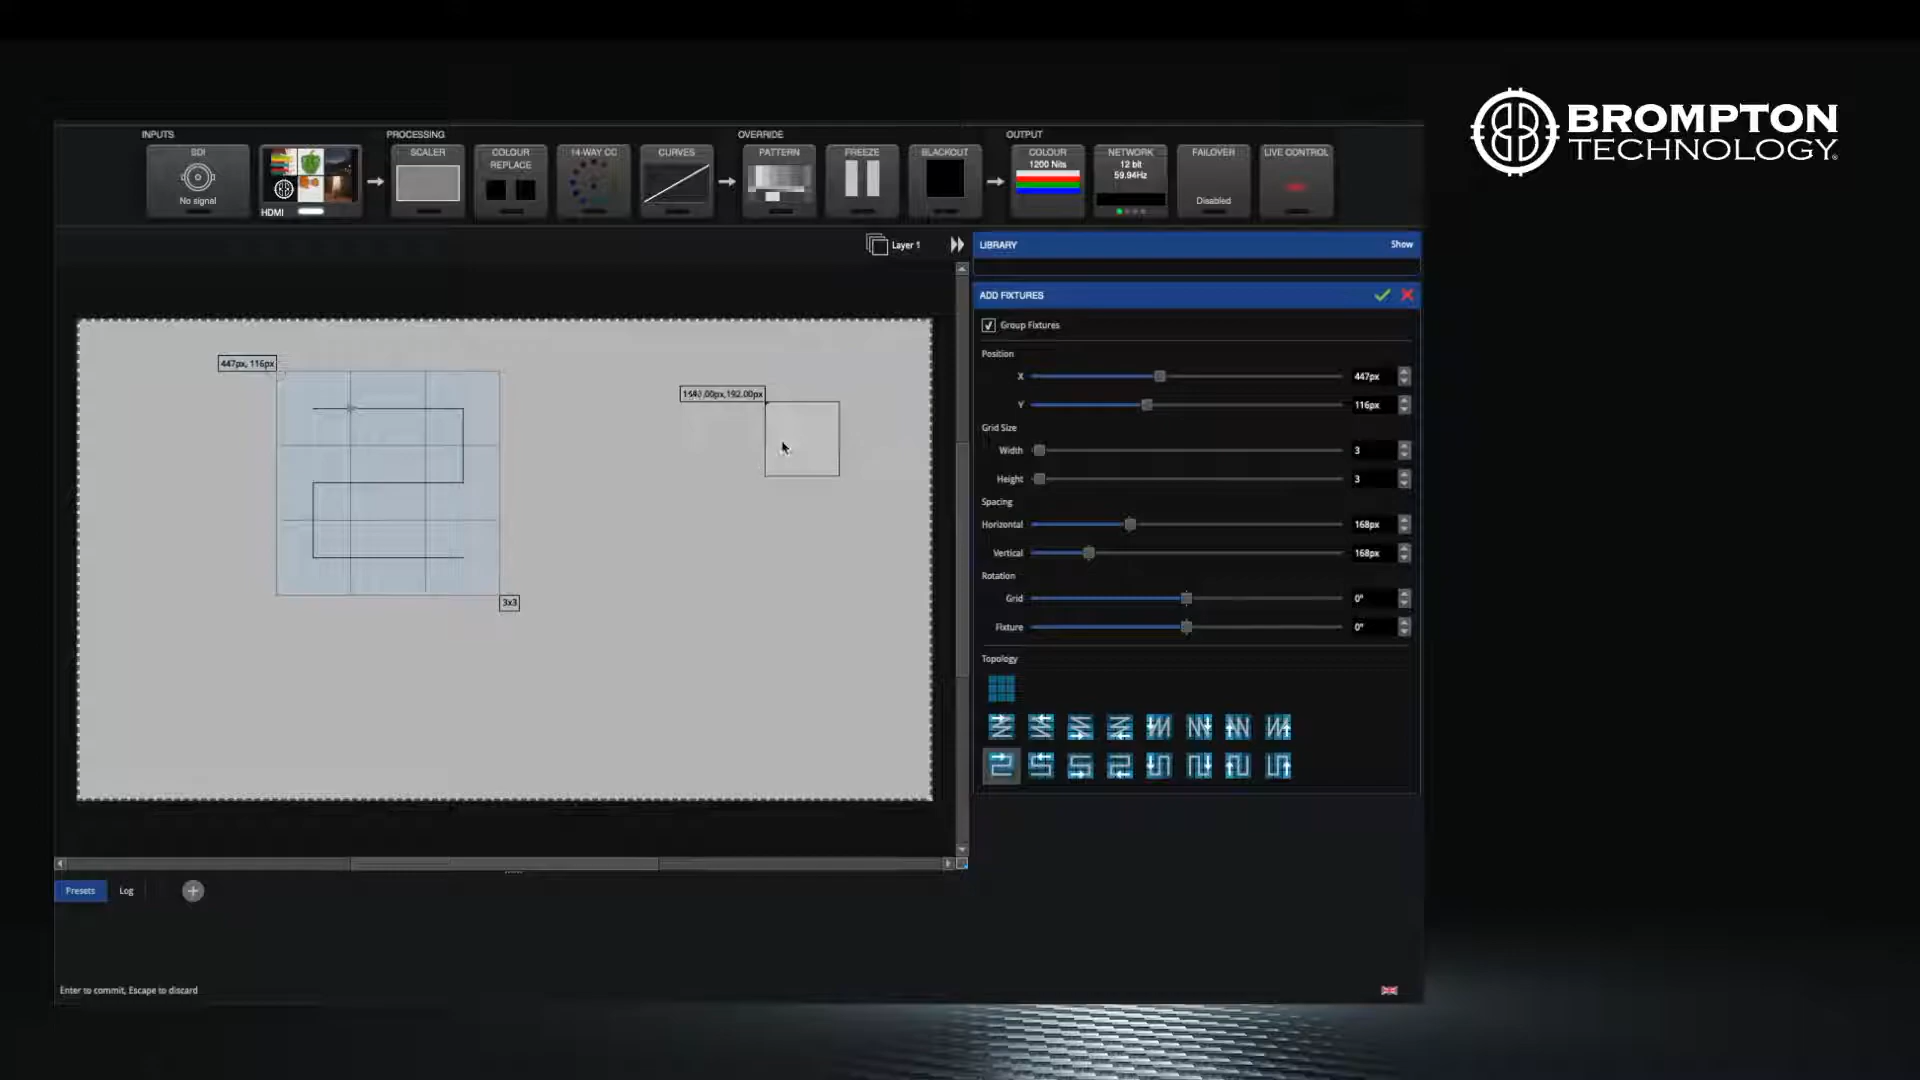 BROMPTON
TECHNOLOGY
INPUTS
PROCESSING
OVERRIDE
OUTPUT
SDI
No signal
HDMI
SCALER
COLOUR
REPLACE
14-WAY CC
CURVES
PATTERN
FREEZE
BLACKOUT
COLOUR
1200 Nits
NETWORK
12 bit
59.94Hz
FAILOVER
Disabled
LIVE CONTROL
Layer 1
LIBRARY
Show
ADD FIXTURES
Group Fixtures
Position
X
447px
Y
116px
Grid Size
Width
3
Height
3
Spacing
Horizontal
168px
Vertical
168px
Rotation
Grid
0°
Fixture
0°
Topology
447px, 116px
3x3
Presets
Log
Enter to commit, Escape to discard